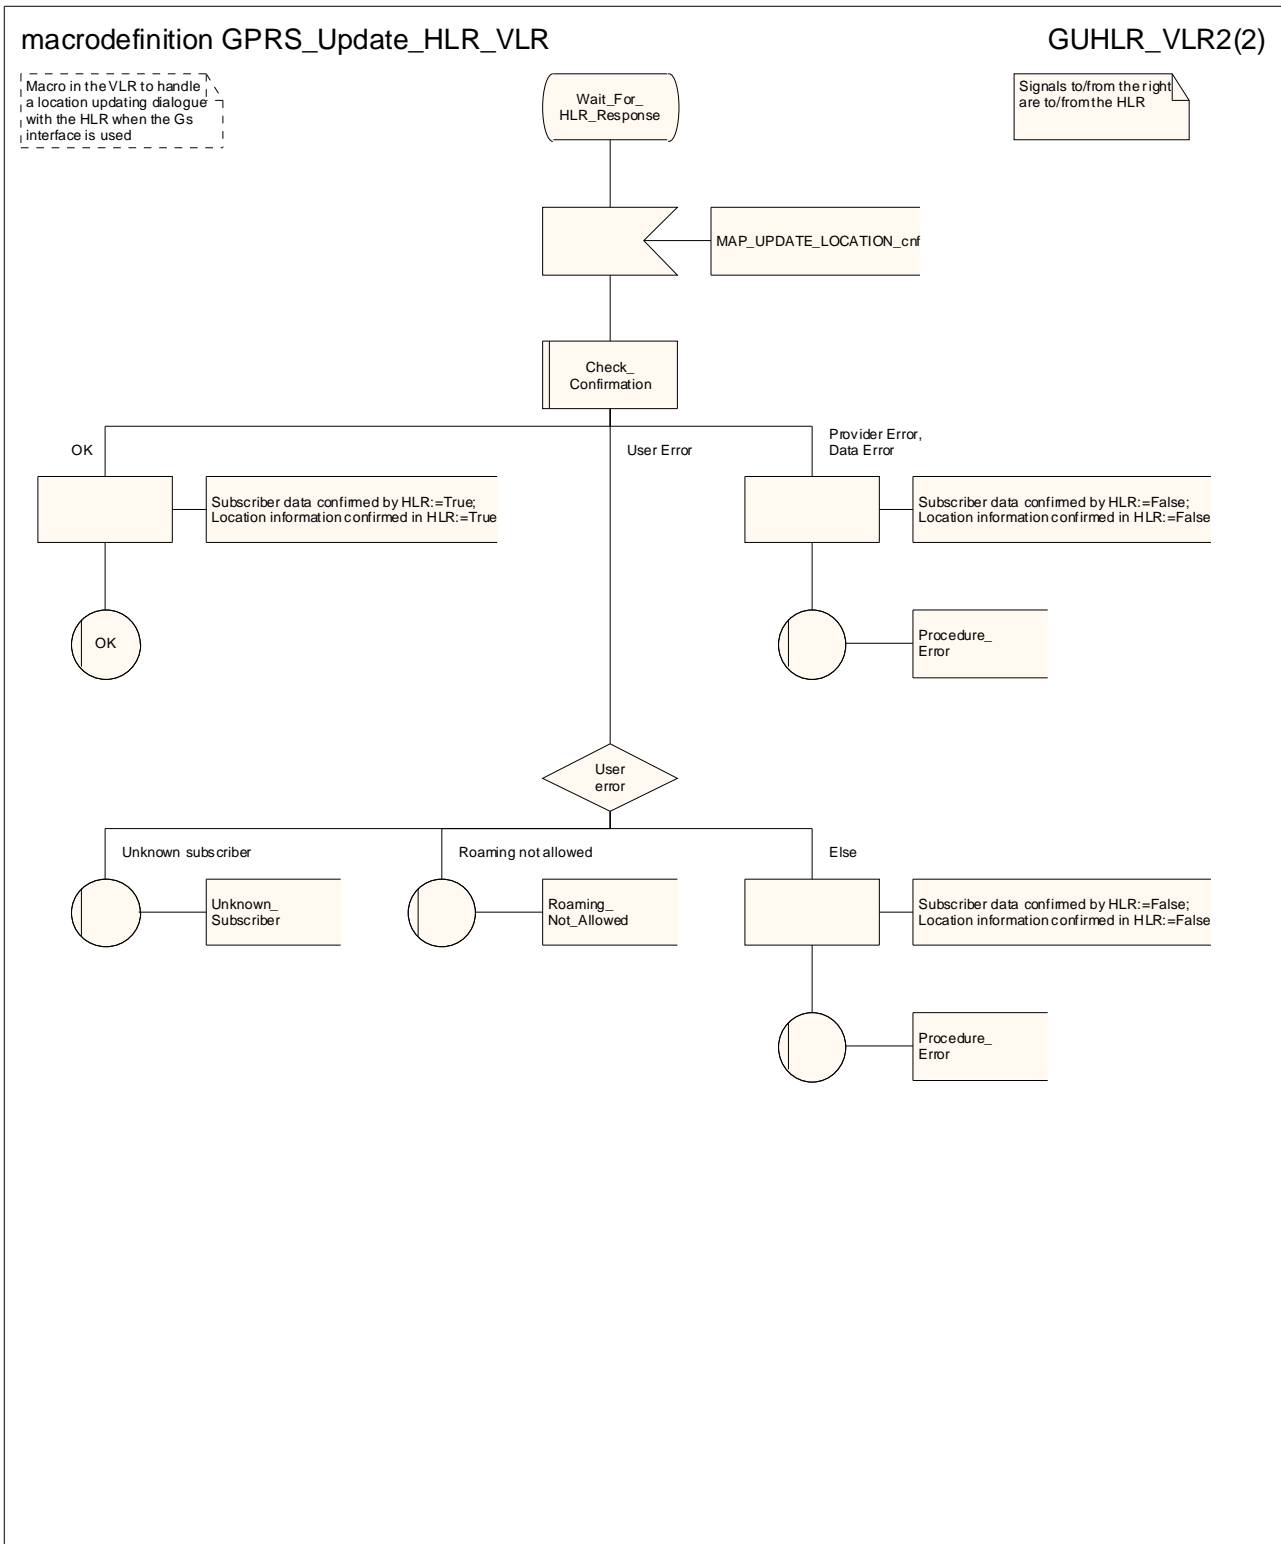 macrodefinition GPRS_Update_HLR_VLR
GUHLR_VLR2(2)
Macro in the VLR to handle
a location updating dialogue
with the HLR when the Gs
interface is used
Wait_For_
HLR_Response
Signals to/from the right
are to/from the HLR
MAP_UPDATE_LOCATION_cnf
Check_
Confirmation
OK
User Error
Provider Error,
Data Error
Subscriber data confirmed by HLR:=True;
Location information confirmed in HLR:=True
Subscriber data confirmed by HLR:=False;
Location information confirmed in HLR:=False
OK
Procedure_
Error
User
error
Unknown subscriber
Roaming not allowed
Else
Unknown_
Subscriber
Roaming_
Not_Allowed
Subscriber data confirmed by HLR:=False;
Location information confirmed in HLR:=False
Procedure_
Error